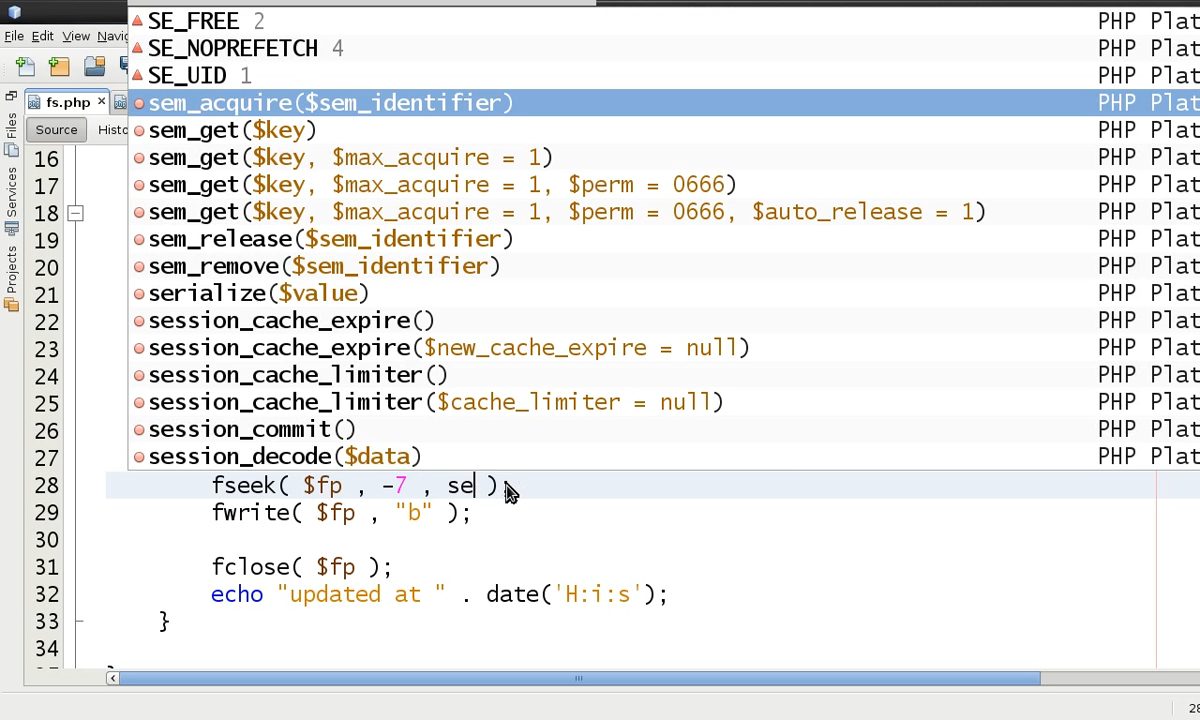 SE_FREE 2 PHP Plat
File Edit View Navig SE_NOPREFETCH 4 PHP Plat
SE_UID 1 PHP Plat
fs.php × sem_acquire($sem_identifier) PHP Plat
Source Histo sem_get($key) PHP Plat
16 sem_get($key, $max_acquire = 1) PHP Plat
17 sem_get($key, $max_acquire = 1, $perm = 0666) PHP Plat
18 sem_get($key, $max_acquire = 1, $perm = 0666, $auto_release = 1) PHP Plat
19 sem_release($sem_identifier) PHP Plat
20 sem_remove($sem_identifier) PHP Plat
21 serialize($value) PHP Plat
22 session_cache_expire() PHP Plat
23 session_cache_expire($new_cache_expire = null) PHP Plat
24 session_cache_limiter() PHP Plat
25 session_cache_limiter($cache_limiter = null) PHP Plat
26 session_commit() PHP Plat
27 session_decode($data) PHP Plat
28 fseek( $fp , -7 , se )
29 fwrite( $fp , "b" );
30
31 fclose( $fp );
32 echo "updated at " . date('H:i:s');
33 }
34
Files
Services
Projects
28